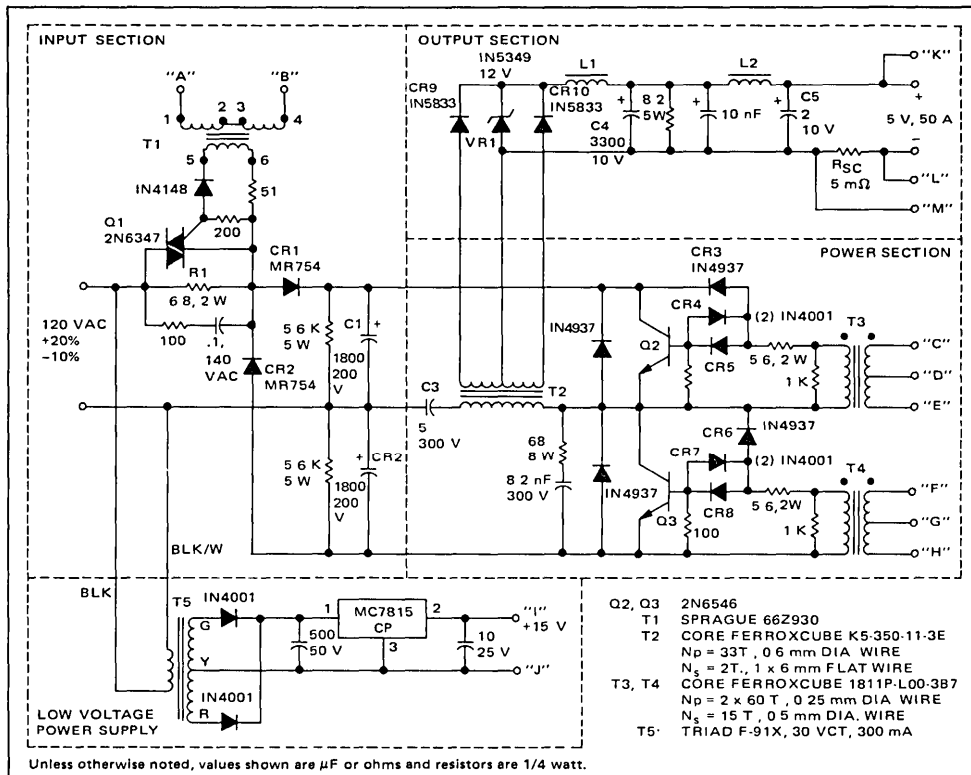 INPUT SECTION
"A"
"B"
1
2
3
4
T1
5
6
IN4148
51
200
Q1
2N6347
CR1
MR754
R1
6 8, 2 W
100
.1,
140
VAC
CR2
MR754
120 VAC
+20%
-10%
5 6 K
5 W
C1
+
1800
200
V
5 6 K
5 W
+
CR2
1800
200
V
BLK/W
BLK
OUTPUT SECTION
IN5349
12 V
CR9
IN5833
CR10
IN5833
VR1
L1
+
C4
3300
10 V
8 2
5W
+
10 nF
L2
+
C5
2
10 V
"K"
+
5 V, 50 A
–
RSC
5 mΩ
"L"
"M"
POWER SECTION
CR3
IN4937
CR4
(2) IN4001
IN4937
Q2
CR5
5 6, 2 W
1 K
T3
"C"
"D"
"E"
C3
5
300 V
T2
68
8 W
8 2 nF
300 V
IN4937
CR6
IN4937
CR7
(2) IN4001
Q3
CR8
100
5 6, 2W
1 K
T4
"F"
"G"
"H"
T5
G
Y
R
IN4001
IN4001
500
50 V
1
MC7815
CP
2
3
10
25 V
"I"
+15 V
"J"
LOW VOLTAGE
POWER SUPPLY
Q2, Q3 2N6546
T1 SPRAGUE 66Z930
T2 CORE FERROXCUBE K5-350-11-3E
Np = 33T , 0 6 mm DIA WIRE
Ns = 2T., 1 x 6 mm FLAT WIRE
T3, T4 CORE FERROXCUBE 1811P-L00-3B7
Np = 2 x 60 T , 0 25 mm DIA. WIRE
Ns = 15 T , 0 5 mm DIA. WIRE
T5· TRIAD F-91X, 30 VCT, 300 mA
Unless otherwise noted, values shown are µF or ohms and resistors are 1/4 watt.